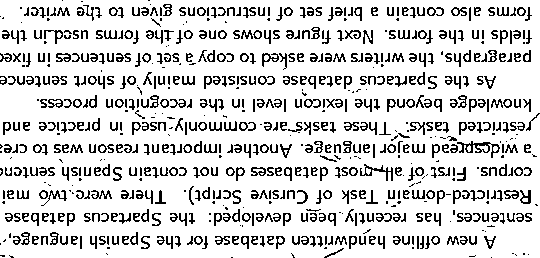 A new offline handwritten database for the Spanish language,
sentences, has recently been developed: the Spartacus database
Restricted-domain Task of Cursive Script). There were two mai
corpus. First of all, most databases do not contain Spanish sentenc
a widespread major language. Another important reason was to crea
restricted tasks. These tasks are commonly used in practice and
knowledge beyond the lexicon level in the recognition process.
As the Spartacus database consisted mainly of short sentence
paragraphs, the writers were asked to copy a set of sentences in fixed
fields in the forms. Next figure shows one of the forms used in the
forms also contain a brief set of instructions given to the writer.